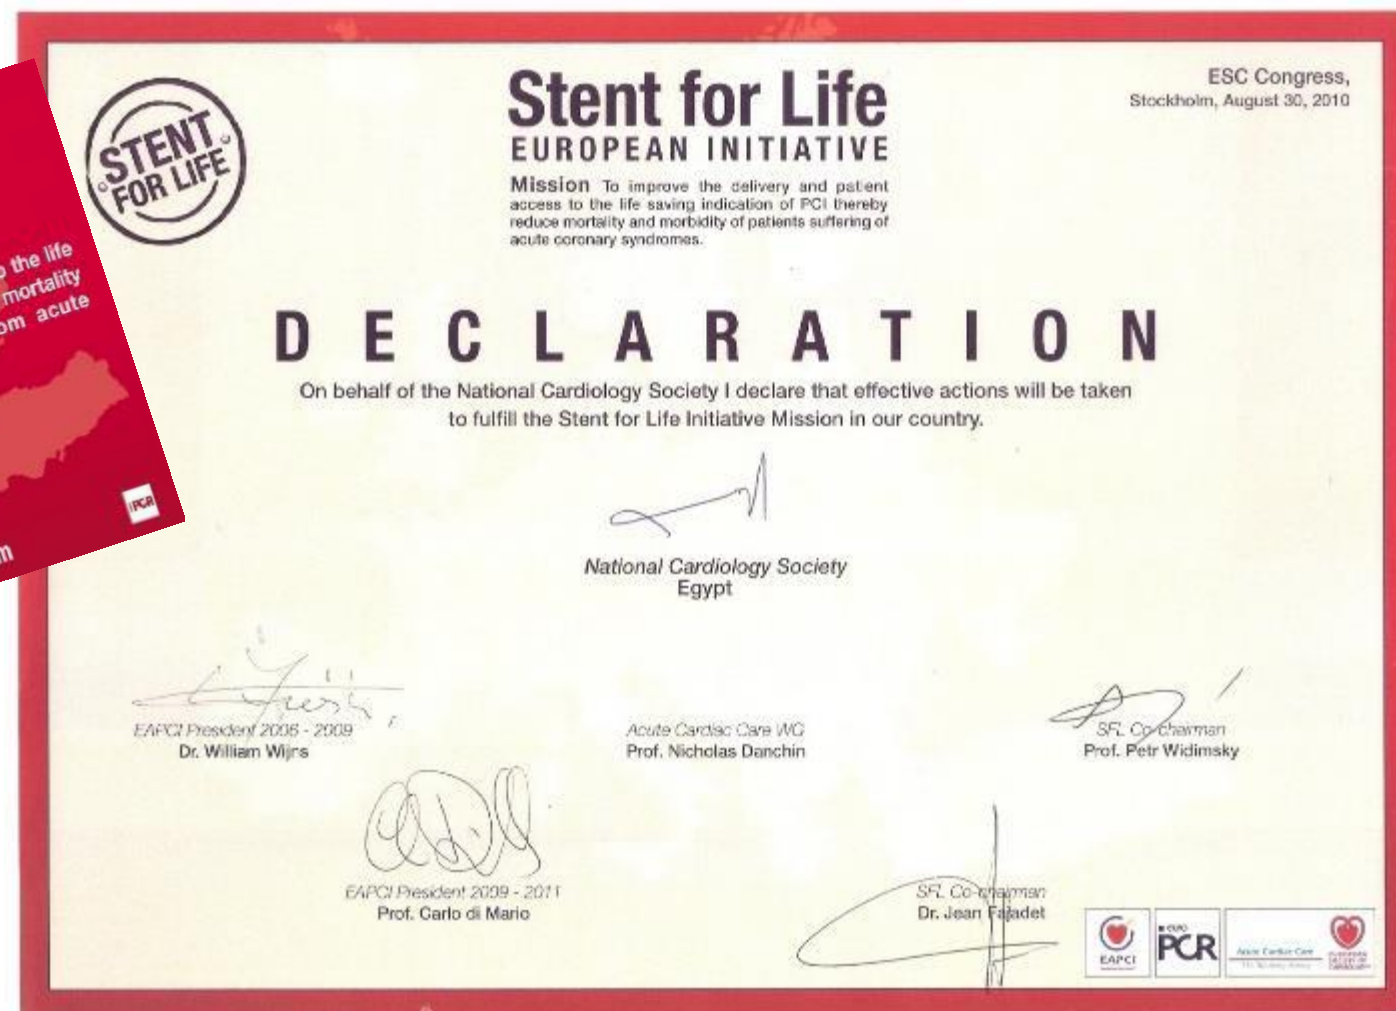 STENT
FOR LIFE
Stent for Life
EUROPEAN INITIATIVE
Mission To improve the delivery and patient
access to the life saving indication of PCI thereby
reduce mortality and morbidity of patients suffering of
acute coronary syndromes.
ESC Congress,
Stockholm, August 30, 2010
the life
mortality
acute
PCR
DECLARATION
On behalf of the National Cardiology Society I declare that effective actions will be taken
to fulfill the Stent for Life Initiative Mission in our country.
National Cardiology Society
Egypt
EAPCI President 2006 - 2009
Dr. William Wijns
Acute Cardiac Care WG
Prof. Nicholas Danchin
SFL Co-chairman
Prof. Petr Widimsky
EAPCI President 2009 - 2011
Prof. Carlo di Mario
SFL Co-chairman
Dr. Jean Fajadet
EAPCI
euro
PCR
Acute Cardiac Care